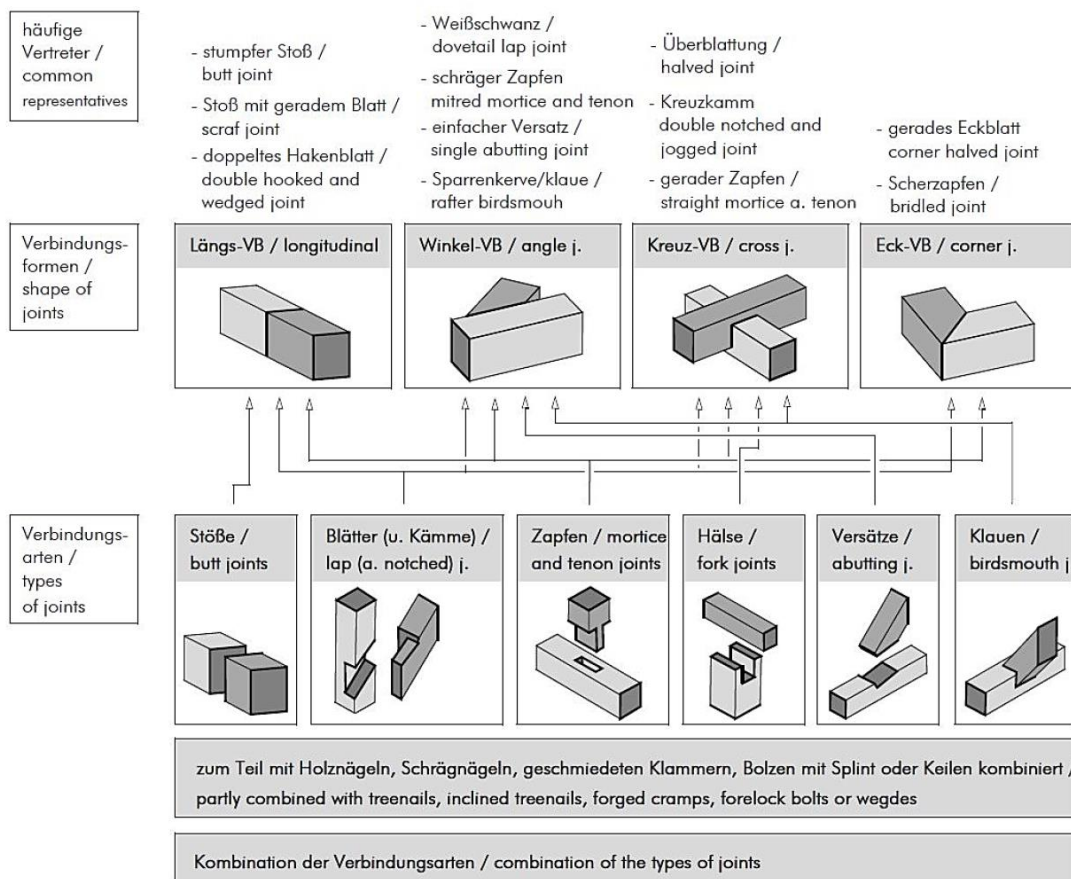 häufige
Vertreter /
common
representatives
- stumpfer Stoß /
butt joint
- Stoß mit geradem Blatt /
scraf joint
- doppeltes Hakenblatt /
double hooked and
wedged joint
- Weißschwanz /
dovetail lap joint
- schräger Zapfen
mitred mortice and tenon
- einfacher Versatz /
single abutting joint
- Sparrenkerve/klaue /
rafter birdsmouh
- Überblattung /
halved joint
- Kreuzkamm
double notched and
jogged joint
- gerader Zapfen /
straight mortice a. tenon
- gerades Eckblatt
corner halved joint
- Scherzapfen /
bridled joint
Verbindungs-
formen /
shape of
joints
Längs-VB / longitudinal
Winkel-VB / angle j.
Kreuz-VB / cross j.
Eck-VB / corner j.
Verbindungs-
arten /
types
of joints
Stöße /
butt joints
Blätter (u. Kämme) /
lap (a. notched) j.
Zapfen / mortice
and tenon joints
Hälse /
fork joints
Versätze /
abutting j.
Klauen /
birdsmouth j
zum Teil mit Holznägeln, Schrägnägeln, geschmiedeten Klammern, Bolzen mit Splint oder Keilen kombiniert /
partly combined with treenails, inclined treenails, forged cramps, forelock bolts or wegdes
Kombination der Verbindungsarten / combination of the types of joints